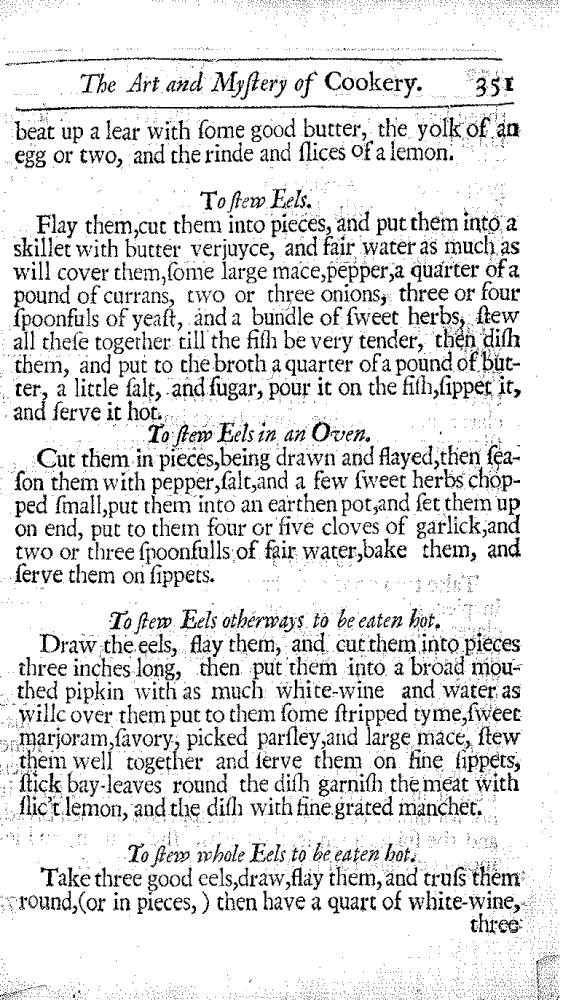 The Art and Myſtery of Cookery. 351
beat up a lear with ſome good butter, the yolk of an
egg or two, and the rinde and ſlices of a lemon.
To ſtew Eels.
Flay them,cut them into pieces, and put them into a
skillet with butter verjuyce, and fair water as much as
will cover them,ſome large mace,pepper,a quarter of a
pound of currans, two or three onions, three or four
ſpoonfuls of yeaſt, and a bundle of ſweet herbs, ſtew
all theſe together till the fiſh be very tender, then diſh
them, and put to the broth a quarter of a pound of but-
ter, a little ſalt, and ſugar, pour it on the fiſh,ſippet it,
and ſerve it hot.
To ſtew Eels in an Oven.
Cut them in pieces,being drawn and flayed,then ſea-
ſon them with pepper,ſalt,and a few ſweet herbs chop-
ped ſmall,put them into an earthen pot,and ſet them up
on end, put to them four or five cloves of garlick,and
two or three ſpoonfulls of fair water,bake them, and
ſerve them on ſippets.
To ſtew Eels otherways to be eaten hot.
Draw the eels, flay them, and cut them into pieces
three inches long, then put them into a broad mou-
thed pipkin with as much white-wine and water as
willc over them put to them ſome ſtripped tyme,ſweet
marjoram,ſavory, picked parſley,and large mace, ſtew
them well together and ſerve them on fine ſippets,
ſtick bay-leaves round the diſh garniſh the meat with
ſlic't lemon, and the diſh with fine grated manchet.
To ſtew whole Eels to be eaten hot.
Take three good eels,draw,flay them, and truſs them
round,(or in pieces, ) then have a quart of white-wine,
three